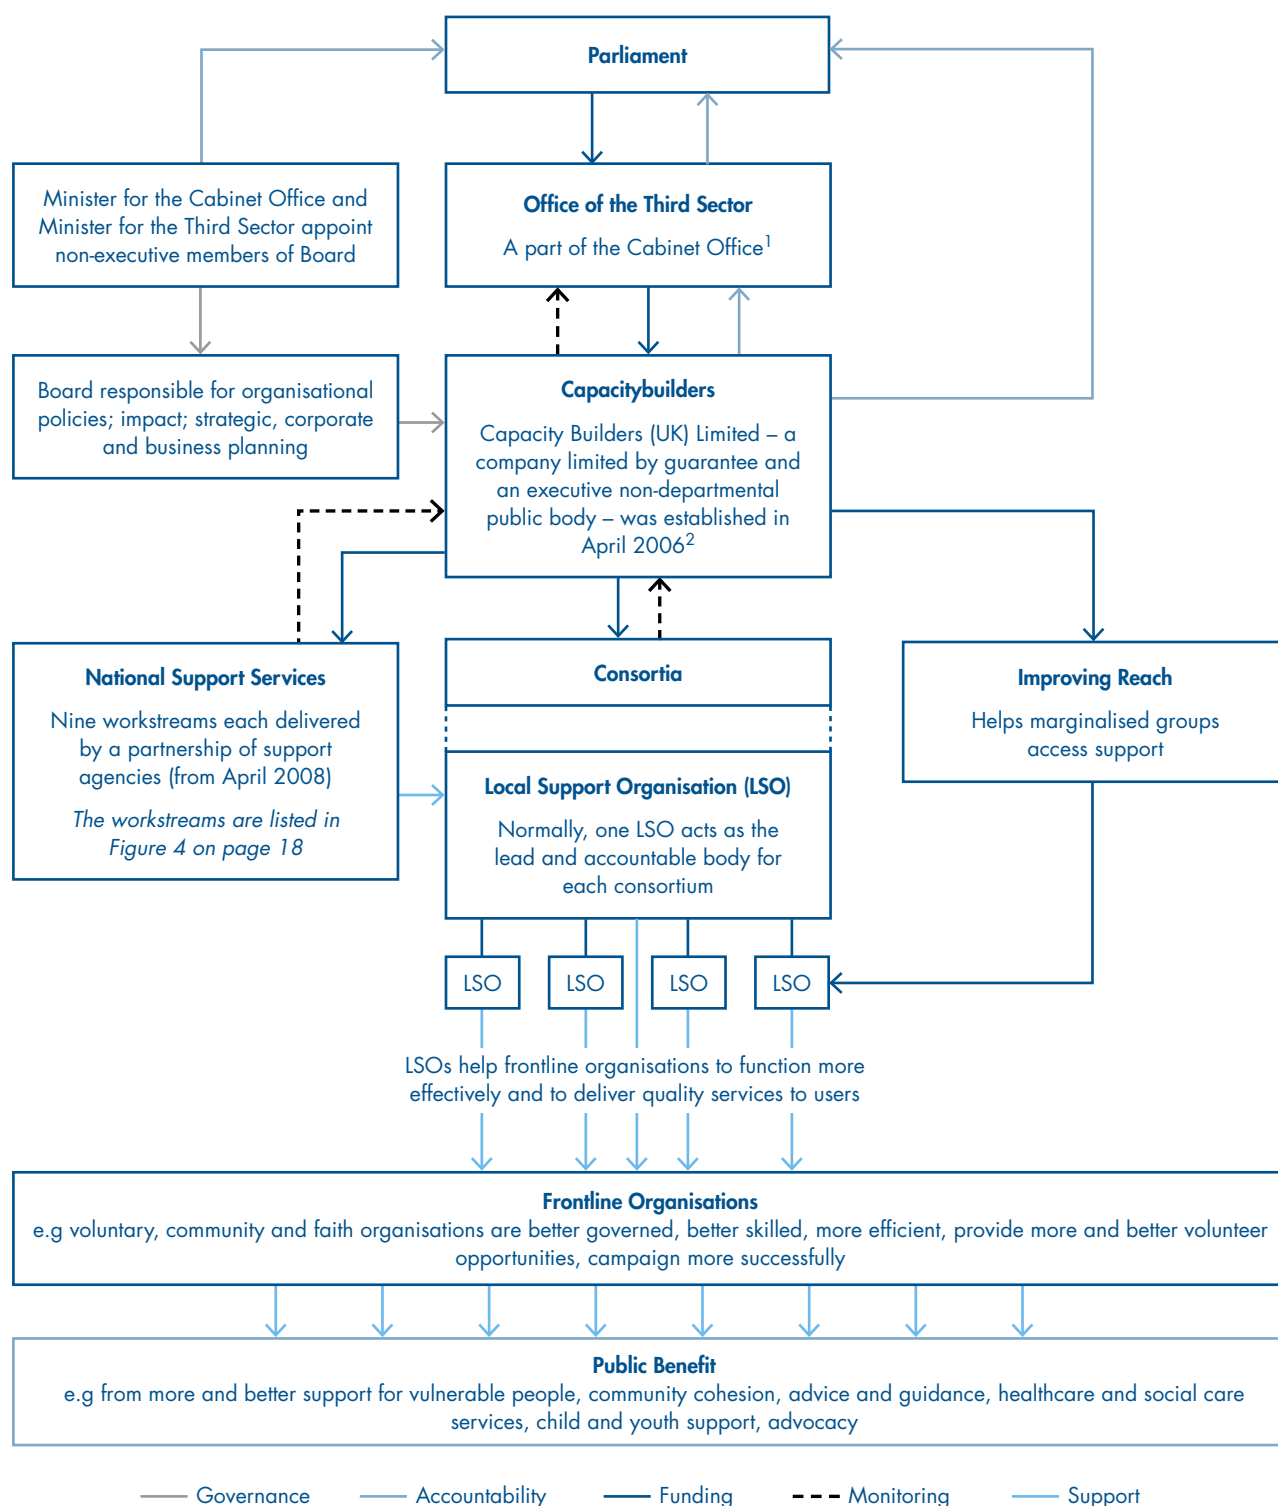 Parliament
Minister for the Cabinet Office and
Minister for the Third Sector appoint
non-executive members of Board
Office of the Third Sector
A part of the Cabinet Office1
Board responsible for organisational
policies; impact; strategic, corporate
and business planning
Capacitybuilders
Capacity Builders (UK) Limited – a
company limited by guarantee and
an executive non-departmental
public body – was established in
April 20062
National Support Services
Nine workstreams each delivered
by a partnership of support
agencies (from April 2008)
The workstreams are listed in
Figure 4 on page 18
Consortia
Improving Reach
Helps marginalised groups
access support
Local Support Organisation (LSO)
Normally, one LSO acts as the
lead and accountable body for
each consortium
LSO LSO LSO LSO
LSOs help frontline organisations to function more
effectively and to deliver quality services to users
Frontline Organisations
e.g voluntary, community and faith organisations are better governed, better skilled, more efficient, provide more and better volunteer
opportunities, campaign more successfully
Public Benefit
e.g from more and better support for vulnerable people, community cohesion, advice and guidance, healthcare and social care
services, child and youth support, advocacy
Governance Accountability Funding Monitoring Support